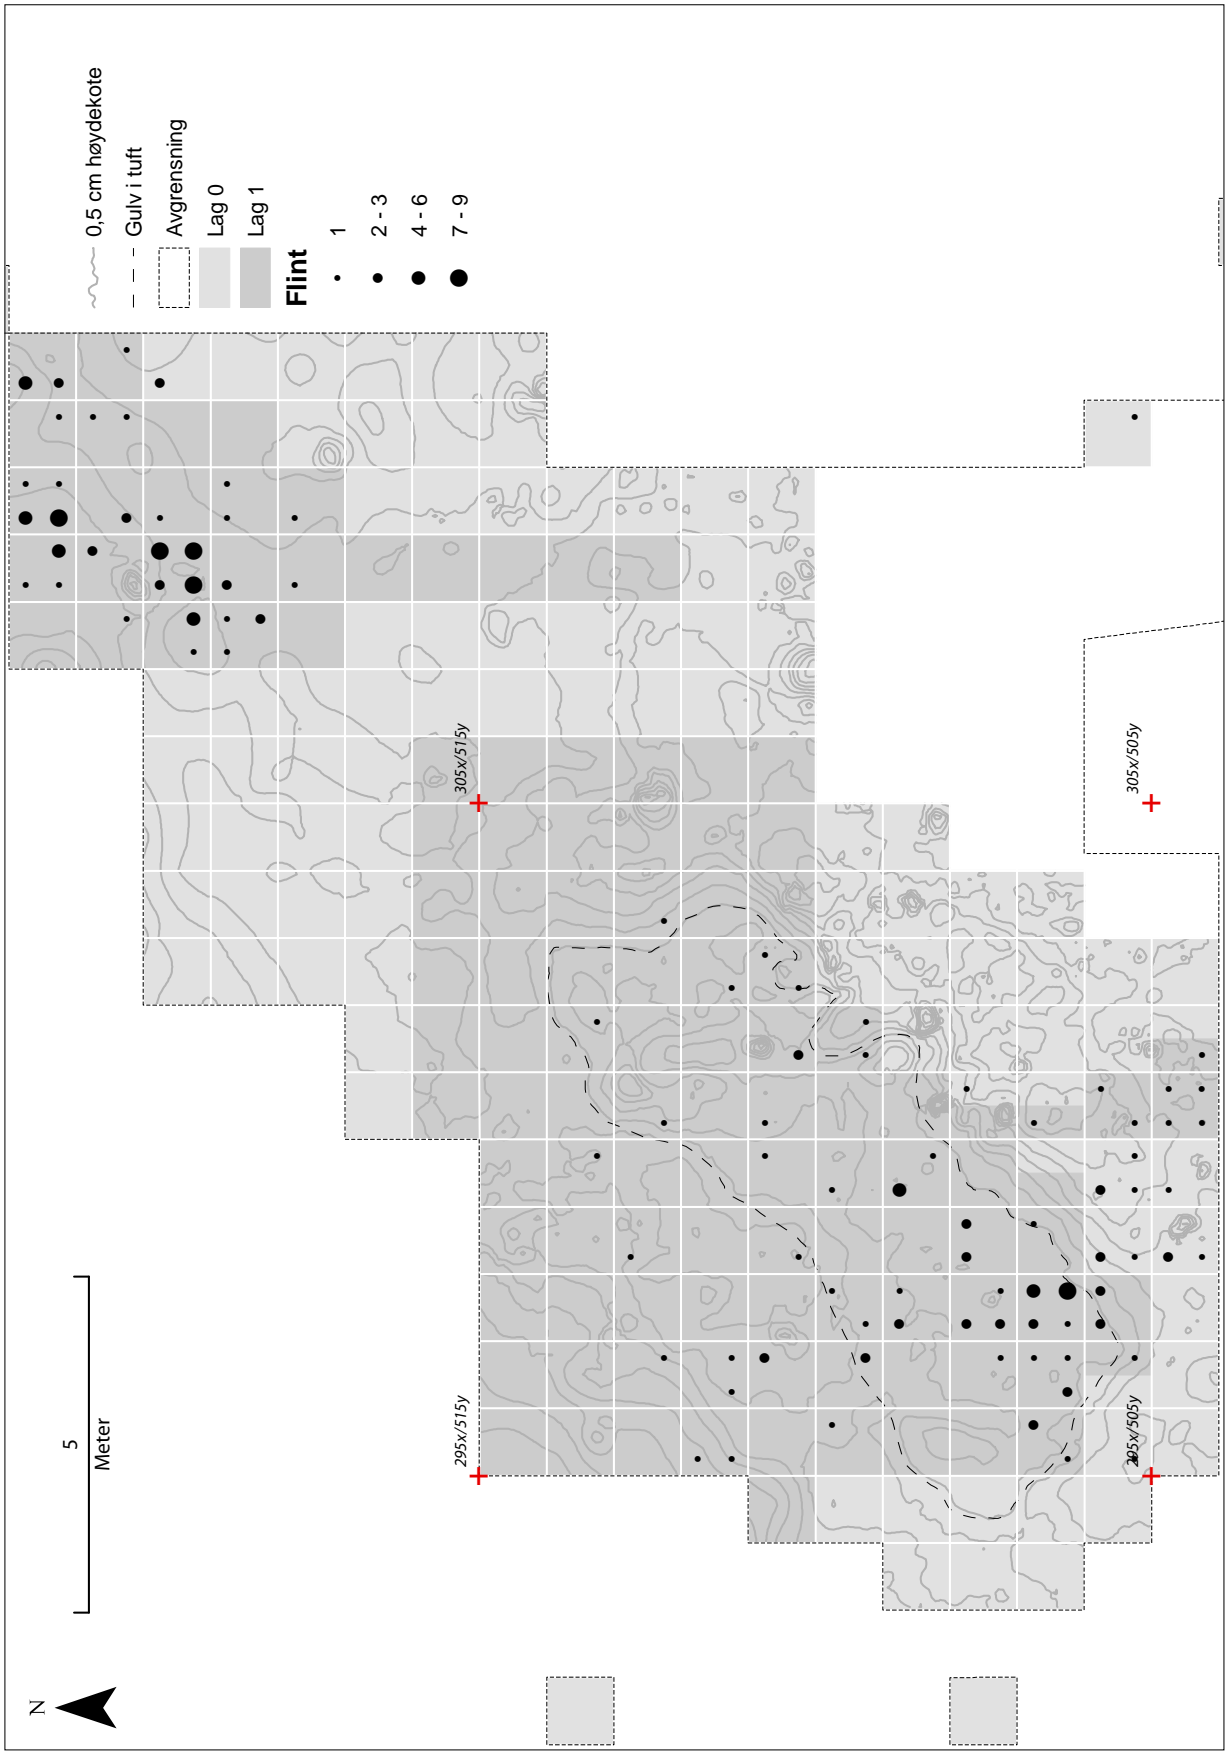 0,5 cm høydekote
Gulv i tuft
Avgrensning
Lag 0
Lag 1
Flint
1
2 - 3
4 - 6
7 - 9
305x/515y
305x/505y
295x/515y
295x/505y
5
Meter
N